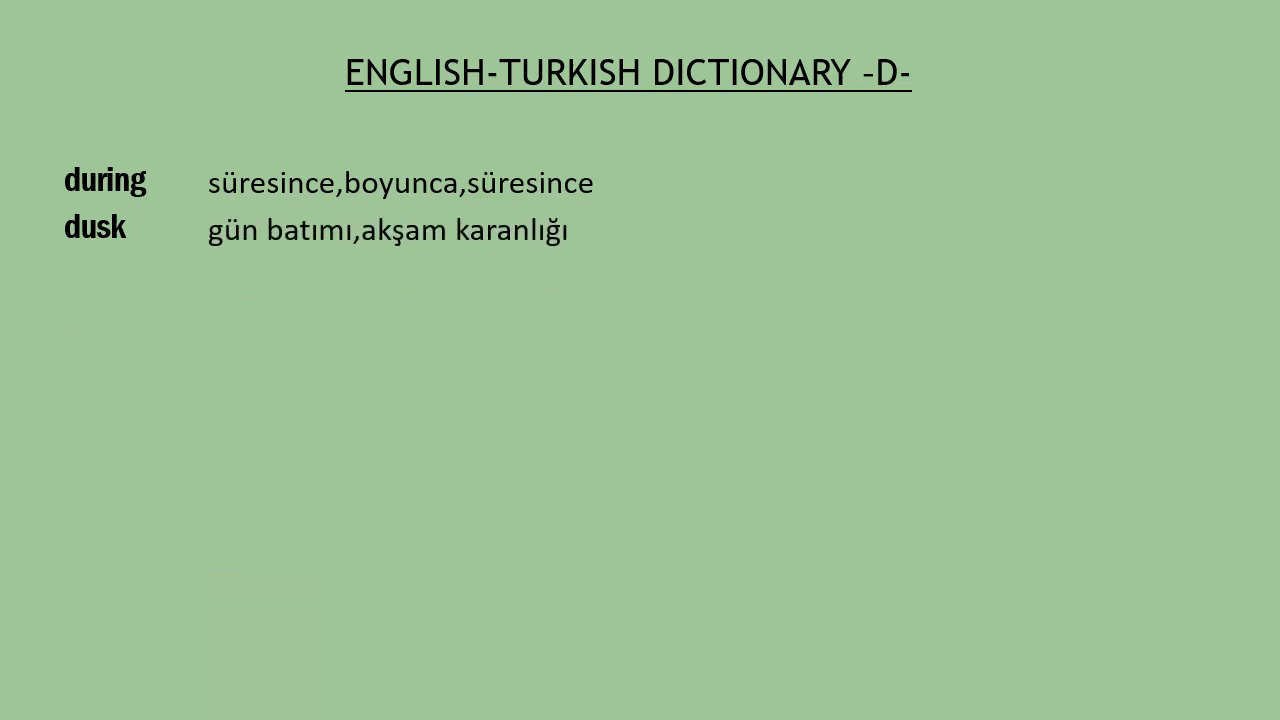 ENGLISH-TURKISH DICTIONARY –D-
during süresince,boyunca,süresince
dusk gün batımı,akşam karanlığı